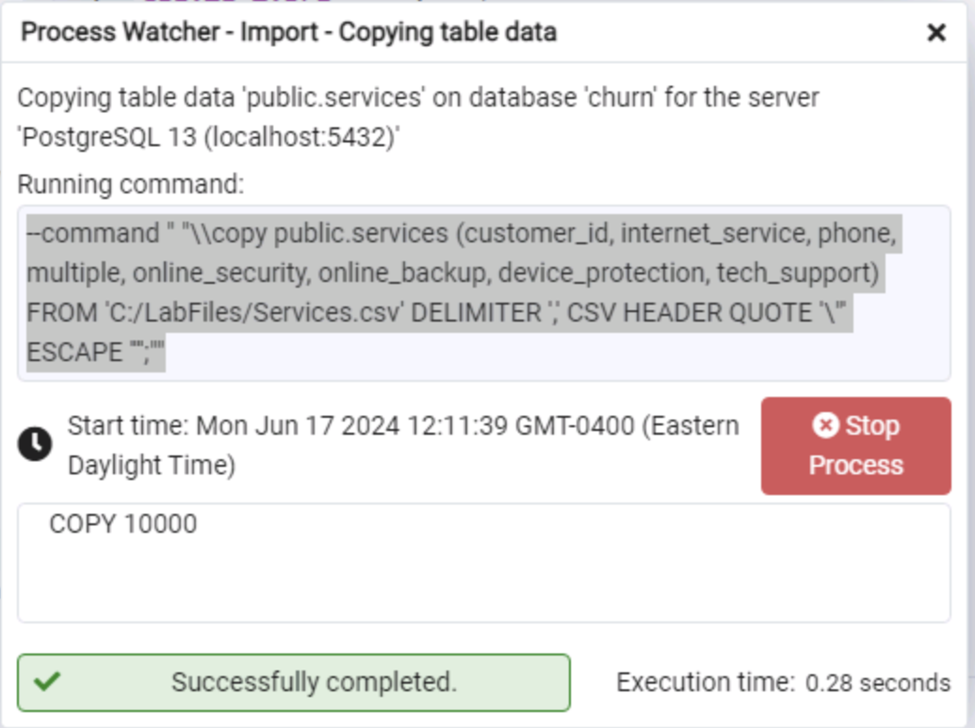 Process Watcher - Import - Copying table data
Copying table data 'public.services' on database 'churn' for the server
'PostgreSQL 13 (localhost:5432)'
Running command:
--command " "\\copy public.services (customer_id, internet_service, phone,
multiple, online_security, online_backup, device_protection, tech_support)
FROM 'C:/LabFiles/Services.csv' DELIMITER ',' CSV HEADER QUOTE '\"'
ESCAPE '''';""
Start time: Mon Jun 17 2024 12:11:39 GMT-0400 (Eastern
Daylight Time)
Stop
Process
COPY 10000
Successfully completed.
Execution time: 0.28 seconds